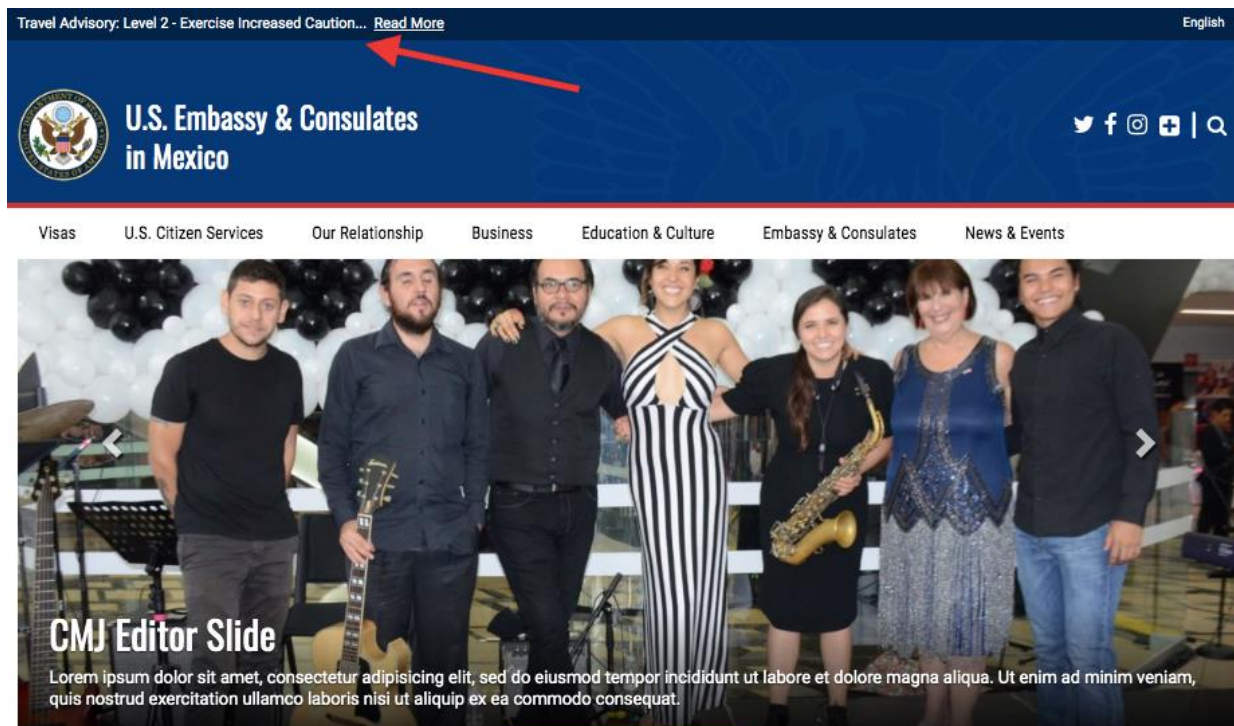 Travel Advisory: Level 2 - Exercise Increased Caution... Read More
English
U.S. Embassy & Consulates
in Mexico
Visas U.S. Citizen Services Our Relationship Business Education & Culture Embassy & Consulates News & Events
CMJ Editor Slide
Lorem ipsum dolor sit amet, consectetur adipisicing elit, sed do eiusmod tempor incididunt ut labore et dolore magna aliqua. Ut enim ad minim veniam,
quis nostrud exercitation ullamco laboris nisi ut aliquip ex ea commodo consequat.